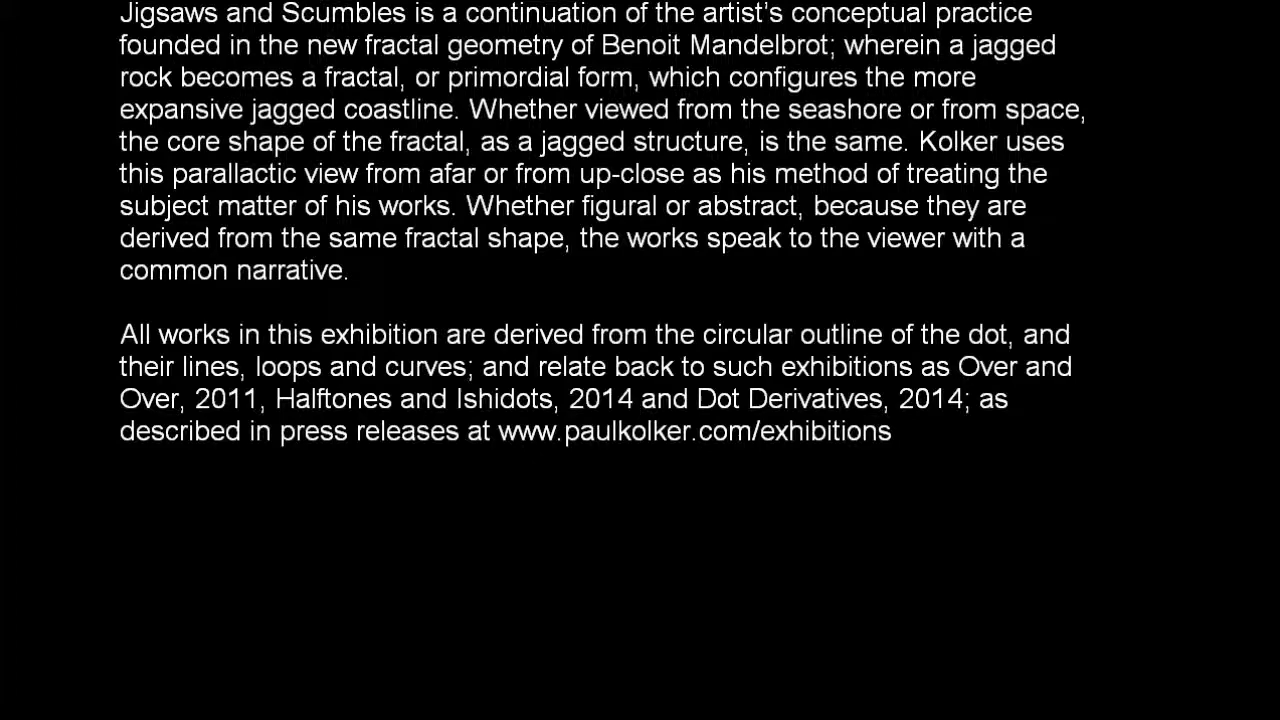 Jigsaws and Scumbles is a continuation of the artist's conceptual practice
founded in the new fractal geometry of Benoit Mandelbrot; wherein a jagged
rock becomes a fractal, or primordial form, which configures the more
expansive jagged coastline. Whether viewed from the seashore or from space,
the core shape of the fractal, as a jagged structure, is the same. Kolker uses
this parallactic view from afar or from up-close as his method of treating the
subject matter of his works. Whether figural or abstract, because they are
derived from the same fractal shape, the works speak to the viewer with a
common narrative.
All works in this exhibition are derived from the circular outline of the dot, and
their lines, loops and curves; and relate back to such exhibitions as Over and
Over, 2011, Halftones and Ishidots, 2014 and Dot Derivatives, 2014; as
described in press releases at www.paulkolker.com/exhibitions